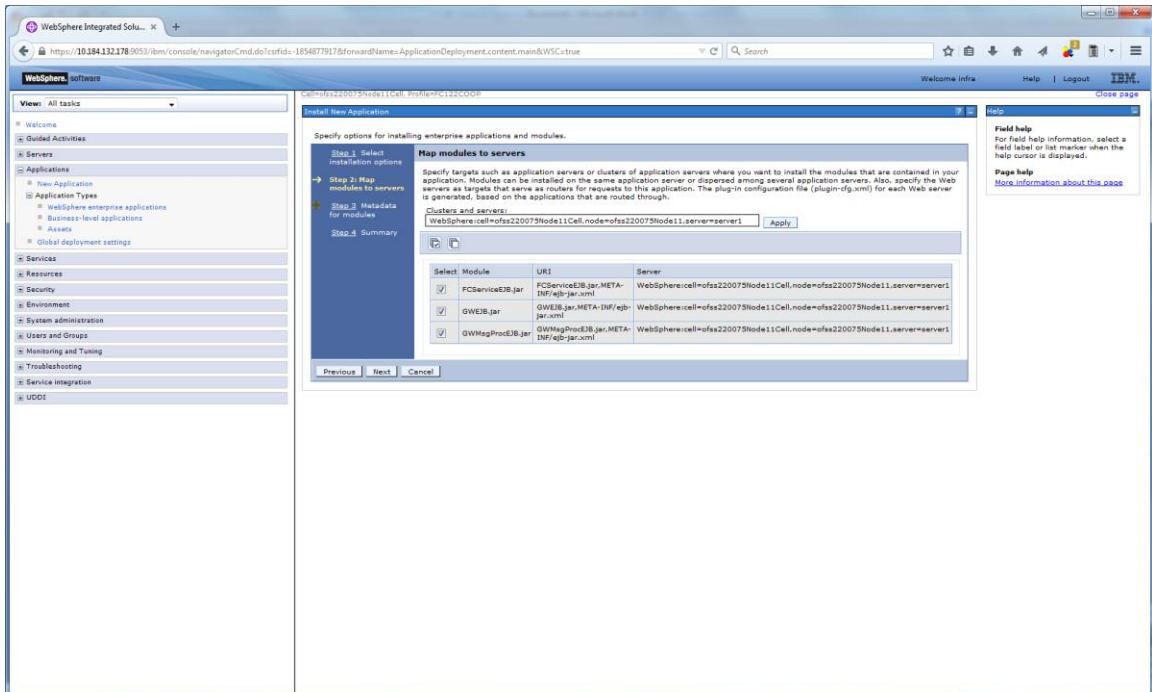 WebSphere Integrated Solu... × +
https://10.184.132.178:9053/ibm/console/navigatorCmd.do?csrfid=-1854877917&forwardName=ApplicationDeployment.content.main&WSC=true
Search
WebSphere. software
Welcome infra
Help | Logout
IBM.
View: All tasks
Cell=ofss220075Node11Cell, Profile=FC122COOP
Close page
Welcome
Guided Activities
Servers
Applications
New Application
Application Types
WebSphere enterprise applications
Business-level applications
Assets
Global deployment settings
Services
Resources
Security
Environment
System administration
Users and Groups
Monitoring and Tuning
Troubleshooting
Service integration
UDDI
Install New Application
Specify options for installing enterprise applications and modules.
Step 1 Select
installation options
Step 2: Map
modules to servers
Step 3 Metadata
for modules
Step 4 Summary
Map modules to servers
Specify targets such as application servers or clusters of application servers where you want to install the modules that are contained in your
application. Modules can be installed on the same application server or dispersed among several application servers. Also, specify the Web
servers as targets that serve as routers for requests to this application. The plug-in configuration file (plugin-cfg.xml) for each Web server
is generated, based on the applications that are routed through.
Clusters and servers:
WebSphere:cell=ofss220075Node11Cell,node=ofss220075Node11,server=server1
Apply
Select Module URI Server
FCServiceEJB.jar FCServiceEJB.jar,META- WebSphere:cell=ofss220075Node11Cell,node=ofss220075Node11,server=server1
INF/ejb-jar.xml
GWEJB.jar GWEJB.jar,META-INF/ejb- WebSphere:cell=ofss220075Node11Cell,node=ofss220075Node11,server=server1
jar.xml
GWMsgProcEJB.jar GWMsgProcEJB.jar,META- WebSphere:cell=ofss220075Node11Cell,node=ofss220075Node11,server=server1
INF/ejb-jar.xml
Previous Next Cancel
Help
Field help
For field help information, select a
field label or list marker when the
help cursor is displayed.
Page help
More information about this page